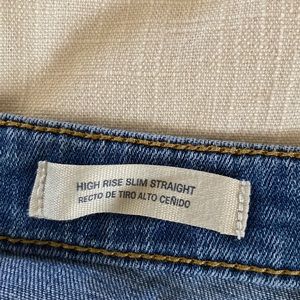 HIGH RISE SLIM STRAIGHT
RECTO DE TIRO ALTO CEÑIDO